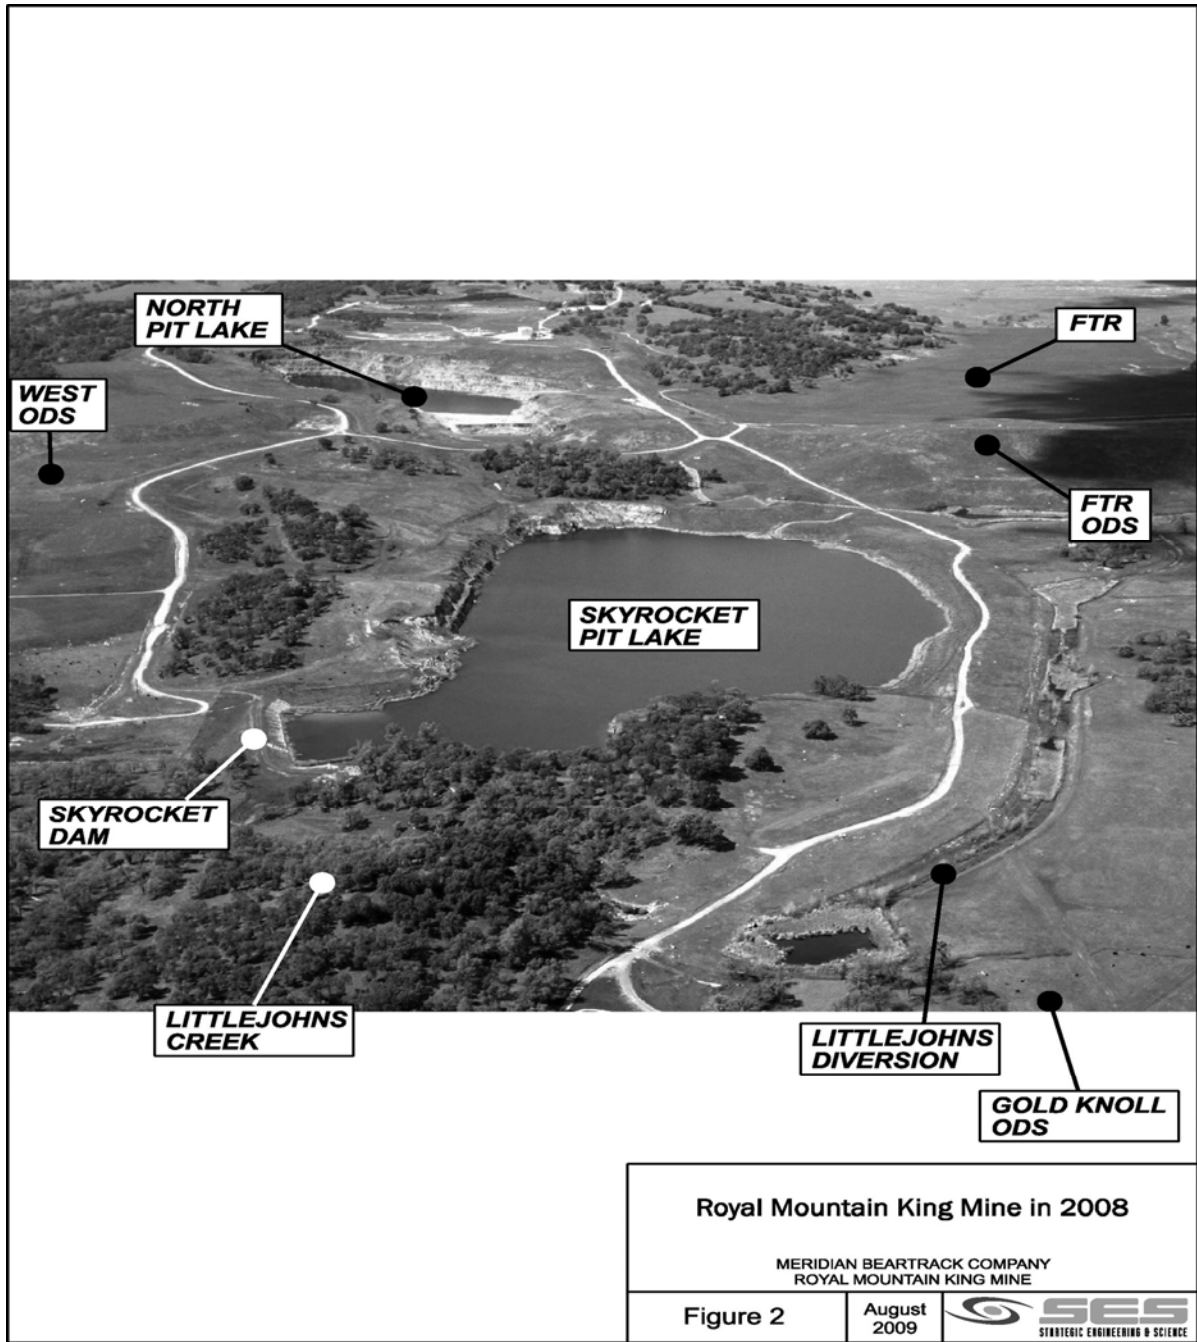 NORTH
PIT LAKE
FTR
WEST
ODS
FTR
ODS
SKYROCKET
PIT LAKE
SKYROCKET
DAM
LITTLEJOHNS
CREEK
LITTLEJOHNS
DIVERSION
GOLD KNOLL
ODS
Royal Mountain King Mine in 2008
MERIDIAN BEARTRACK COMPANY
ROYAL MOUNTAIN KING MINE
Figure 2
August
2009
SES
STRATEGIC ENGINEERING & SCIENCE